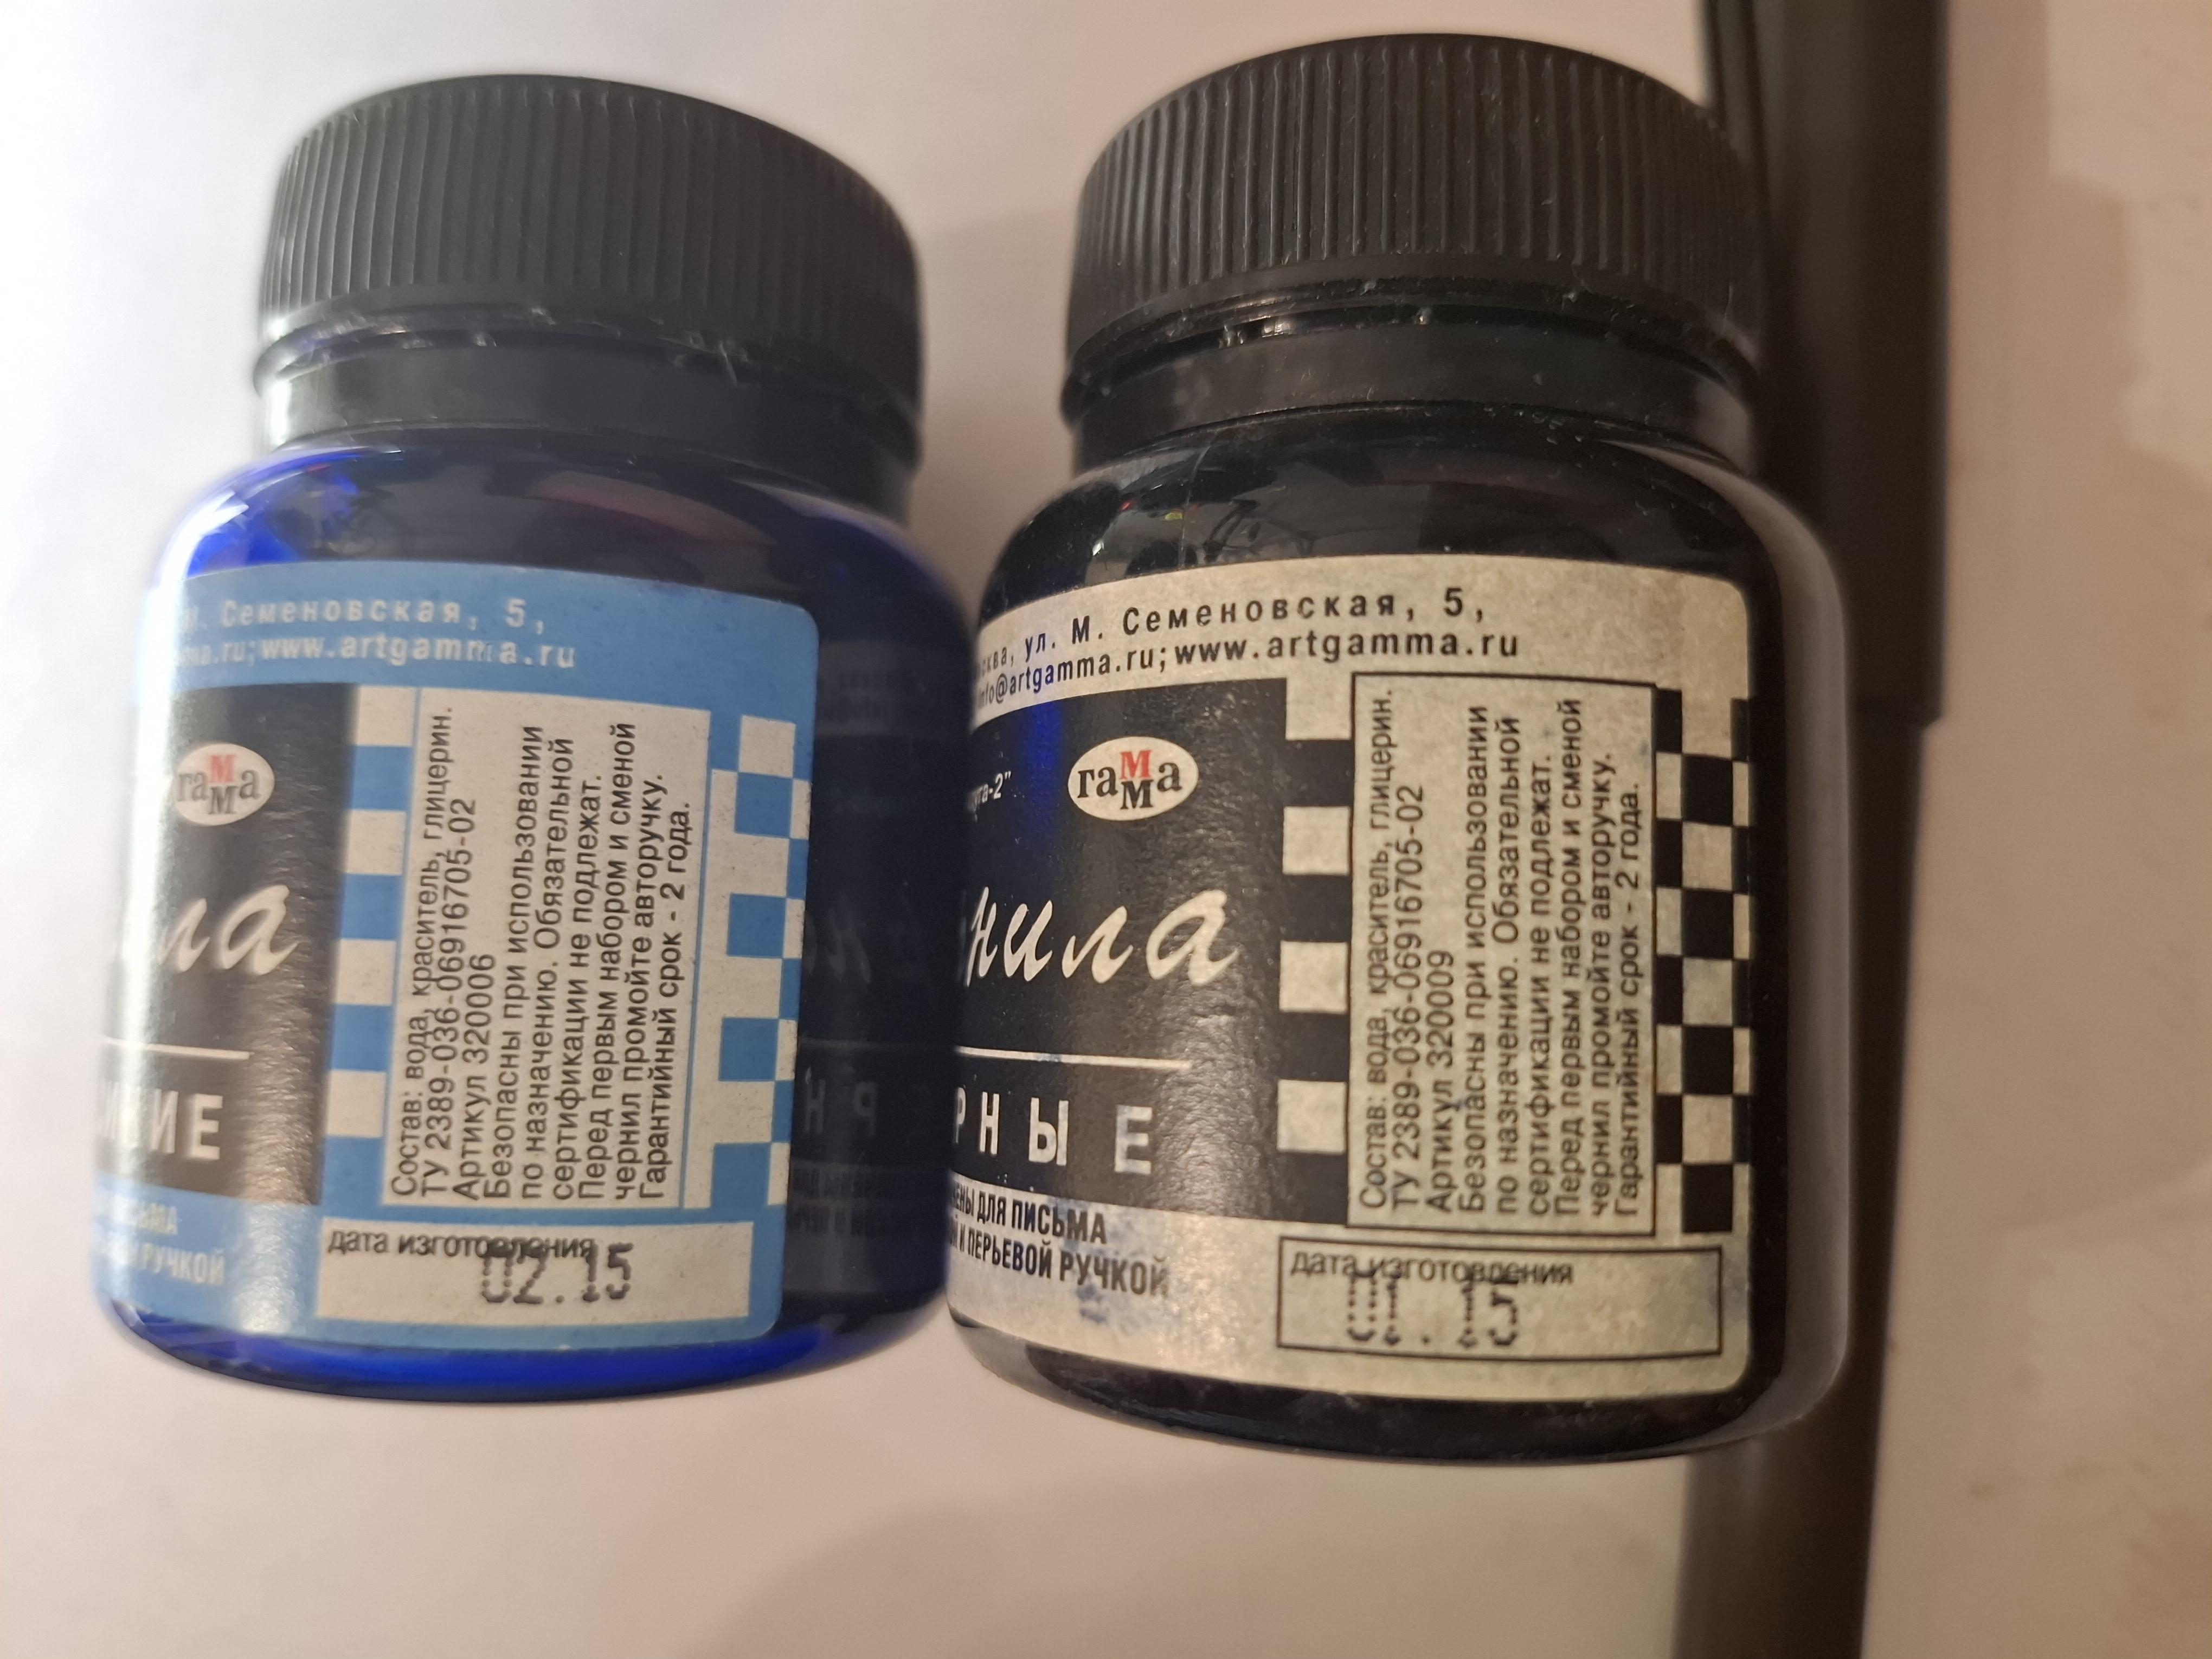 М. Семеновская, 5,
www.artgamma.ru
гамма
ила
ИЕ
РУЧКОЙ
Состав: вода, краситель, глицерин.
ТУ 2389-036-06916705-02
Артикул 320006
Безопасны при использовании
по назначению. Обязательной
сертификации не подлежат.
Перед первым набором и сменой
чернил промойте авторучку.
Гарантийный срок - 2 года.
дата изготовления
02.15
ул. М. Семеновская, 5,
info@artgamma.ru; www.artgamma.ru
гамма
нила
РНЫЕ
ДЛЯ ПИСЬМА
И ПЕРЬЕВОЙ РУЧКОЙ
Состав: вода, краситель, глицерин.
ТУ 2389-036-06916705-02
Артикул 320009
Безопасны при использовании
по назначению. Обязательной
сертификации не подлежат.
Перед первым набором и сменой
чернил промойте авторучку.
Гарантийный срок - 2 года.
дата изготовления